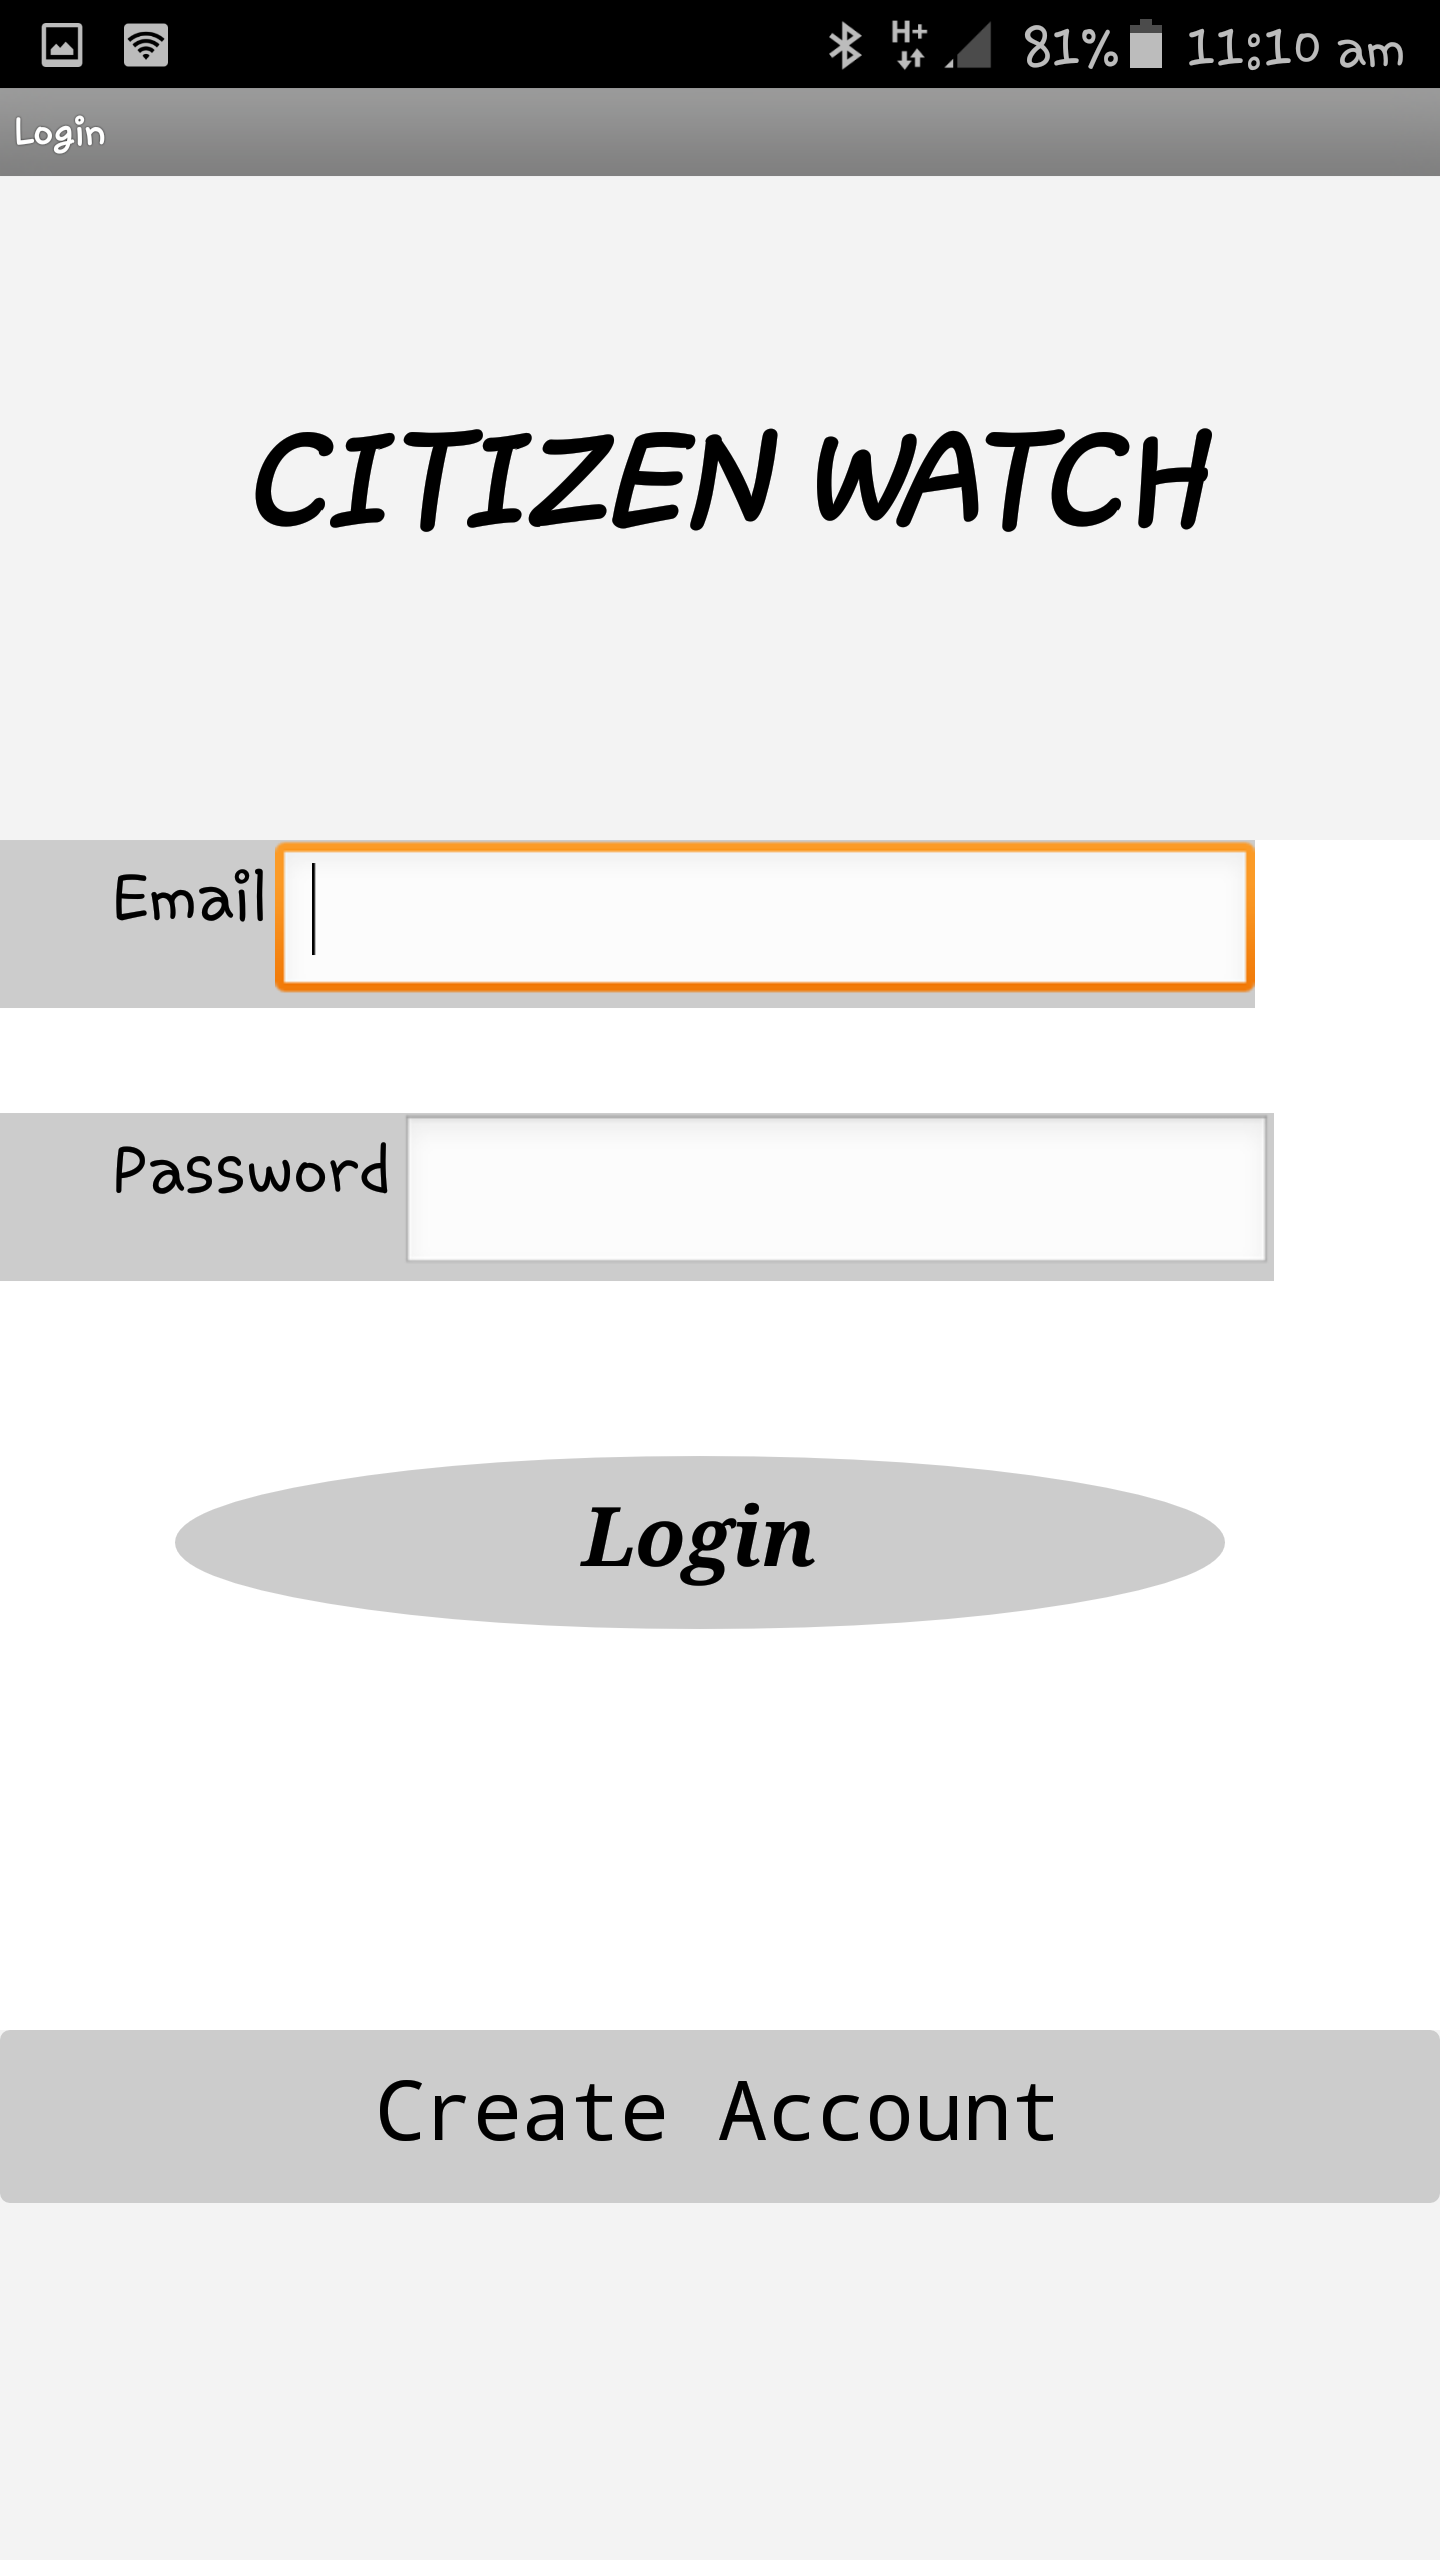 H+ 81% 11:10 am
Login
CITIZEN WATCH
Email
Password
Login
Create Account